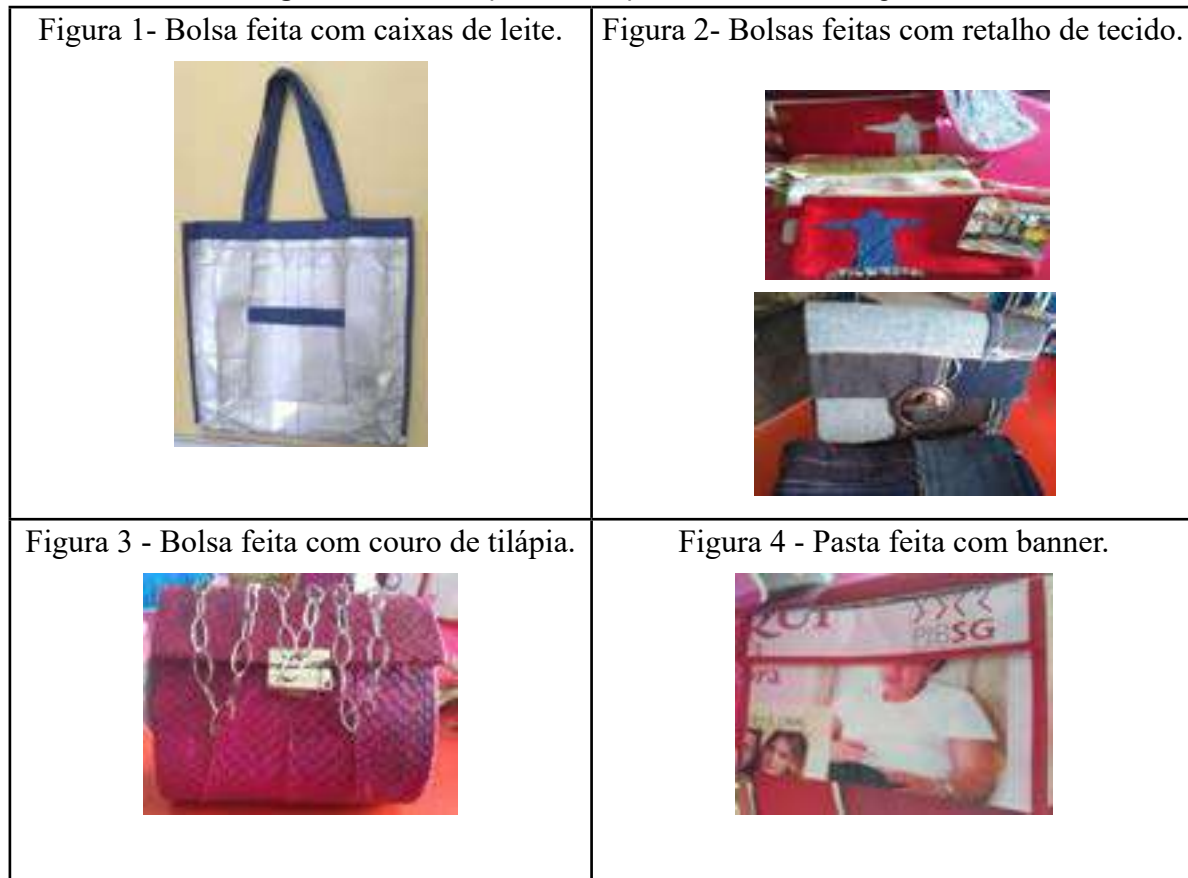 Figura 1- Bolsa feita com caixas de leite.
Figura 2- Bolsas feitas com retalho de tecido.
Figura 3 - Bolsa feita com couro de tilápia.
Figura 4 - Pasta feita com banner.
QUI
PIBSG